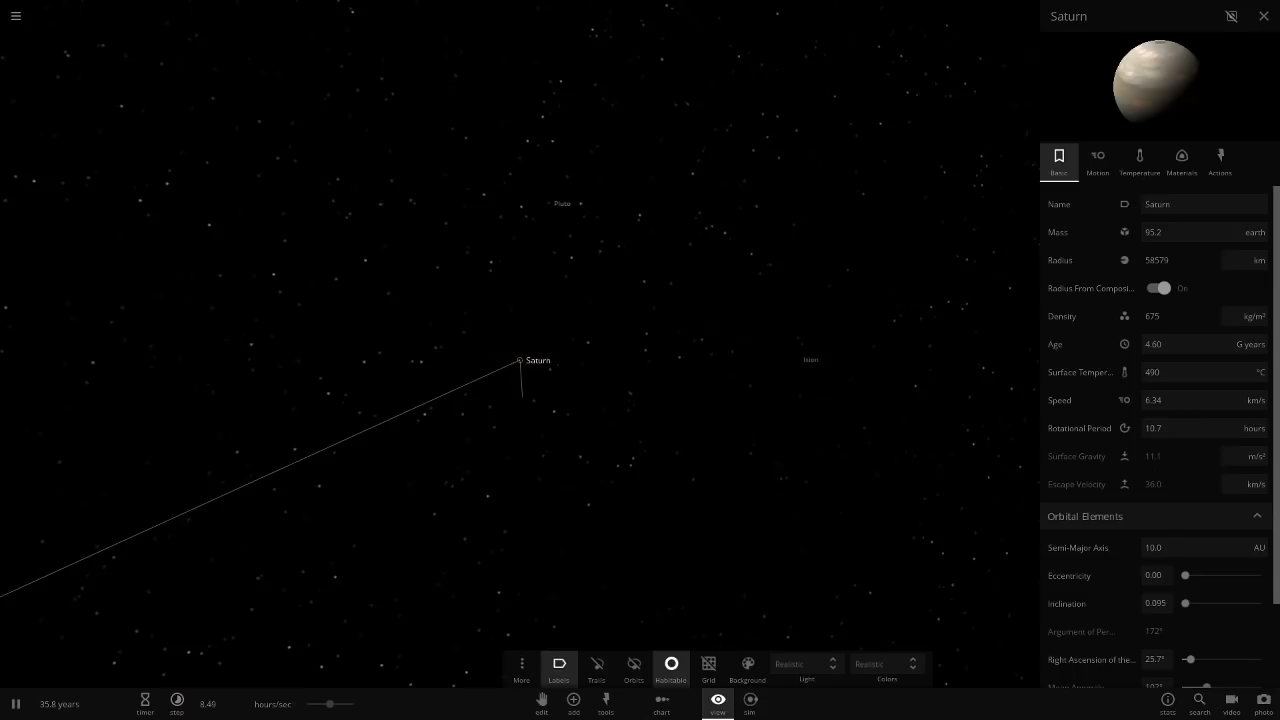 Saturn
Basic
Motion
Temperature
Materials
Actions
Name Saturn
Mass 95.2 earth
Radius 58579 km
Radius From Composi... On
Density 675 kg/m³
Age 4.60 G years
Surface Temper... 490 °C
Speed 6.34 km/s
Rotational Period 10.7 hours
Surface Gravity 11.1 m/s²
Escape Velocity 36.0 km/s
Orbital Elements
Semi-Major Axis 10.0 AU
Eccentricity 0.00
Inclination 0.095
Argument of Per... 172°
Right Ascension of the... 25.7°
Pluto
Saturn
More
Labels
Trails
Orbits
Habitable
Grid
Background
Realistic
Light
Realistic
Colors
35.8 years
timer
step
8.49 hours/sec
edit
add
tools
chart
view
sim
stats
search
video
photo